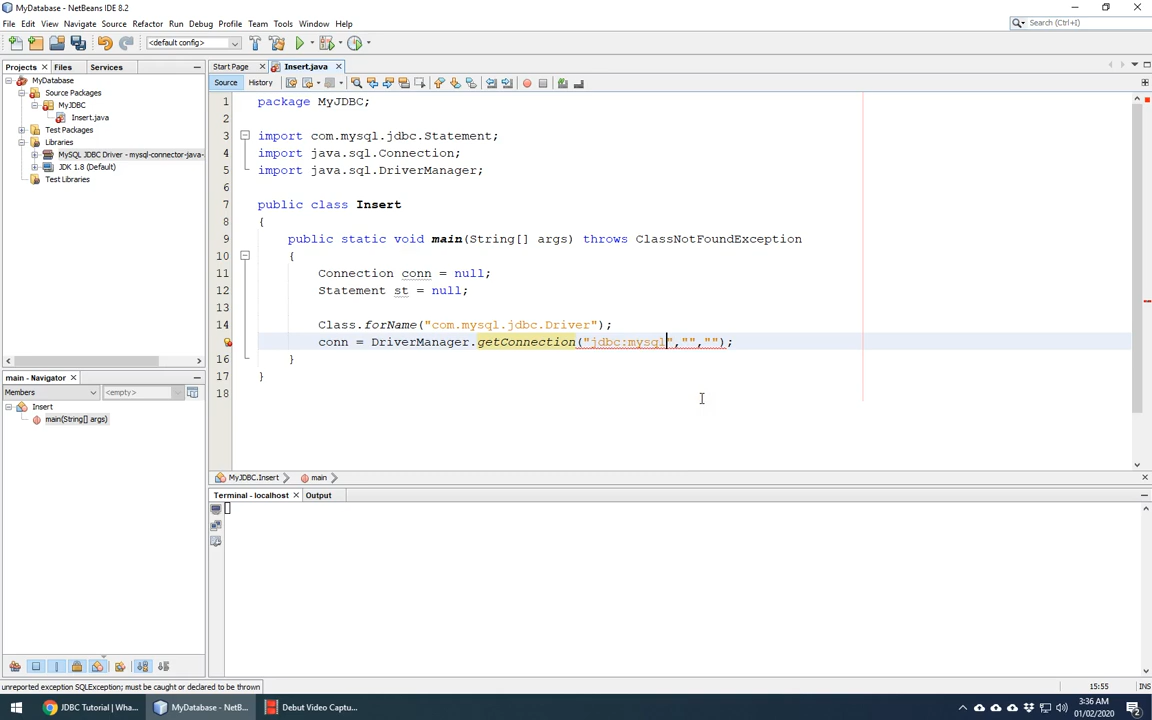 MyDatabase - NetBeans IDE 8.2
File Edit View Navigate Source Refactor Run Debug Profile Team Tools Window Help
<default config>
Search (Ctrl+I)
Projects Files Services
Start Page Insert.java
Source History
MyDatabase
Source Packages
MyJDBC
Insert.java
Test Packages
Libraries
MySQL JDBC Driver - mysql-connector-java-
JDK 1.8 (Default)
Test Libraries
1 package MyJDBC;
2
3 import com.mysql.jdbc.Statement;
4 import java.sql.Connection;
5 import java.sql.DriverManager;
6
7 public class Insert
8 {
9 public static void main(String[] args) throws ClassNotFoundException
10 {
11 Connection conn = null;
12 Statement st = null;
13
14 Class.forName("com.mysql.jdbc.Driver");
conn = DriverManager.getConnection("jdbc:mysql","","");
16 }
17 }
18
main - Navigator
Members <empty>
Insert
main(String[] args)
MyJDBC.Insert main
Terminal - localhost Output
unreported exception SQLException; must be caught or declared to be thrown
15:55 INS
JDBC Tutorial | Wha...
MyDatabase - NetB...
Debut Video Captu...
3:36 AM
01/02/2020
2